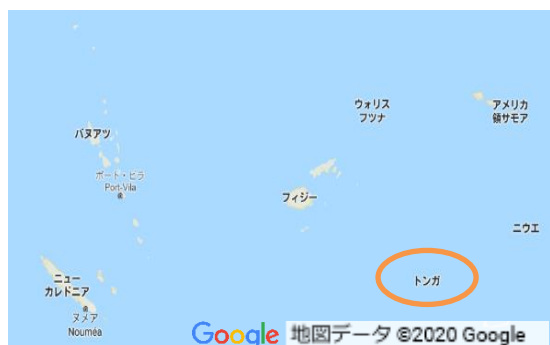 ウォリス
フツナ
アメリカ
領サモア
バヌアツ
ポート・ビラ
Port-Vila
フィジー
ニウエ
トンガ
ニュー
カレドニア
ヌメア
Nouméa
Google 地図データ ©2020 Google